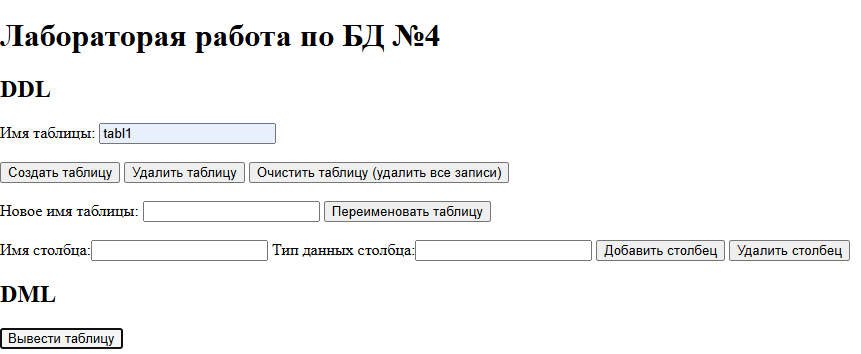 Лабораторая работа по БД №4
DDL
Имя таблицы: tabl1
Создать таблицу Удалить таблицу Очистить таблицу (удалить все записи)
Новое имя таблицы: Переименовать таблицу
Имя столбца: Тип данных столбца: Добавить столбец Удалить столбец
DML
Вывести таблицу